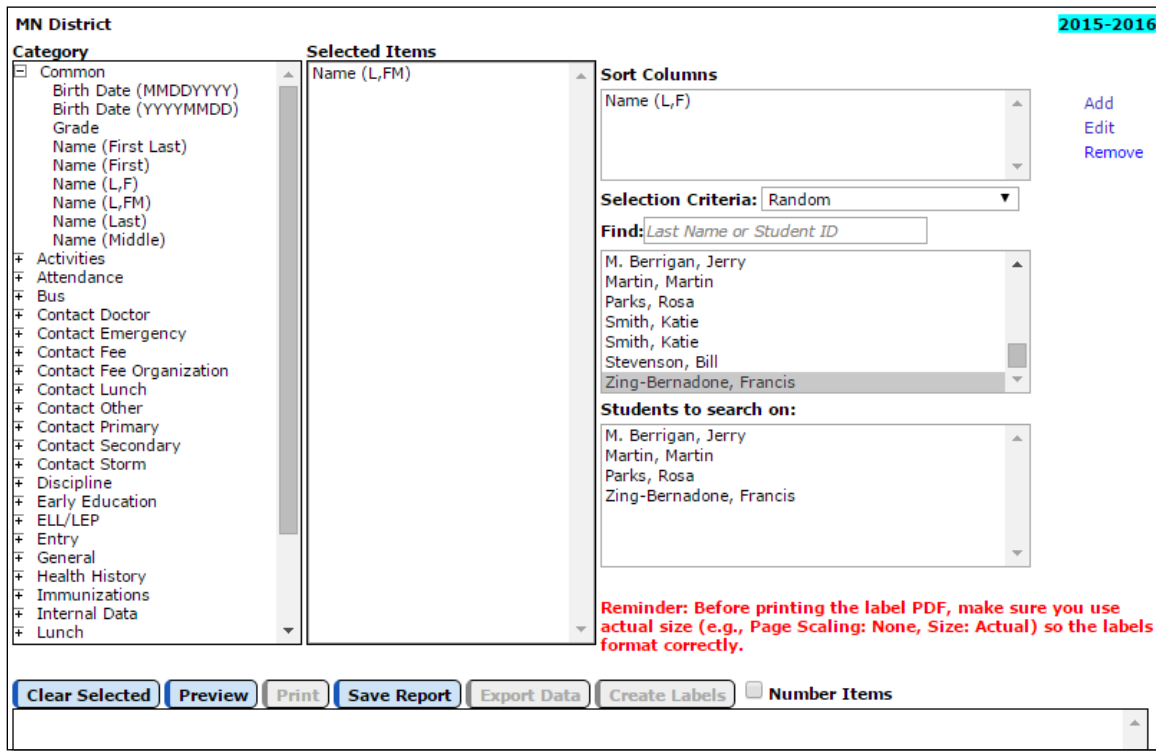 MN District
2015-2016
Category
Common
Birth Date (MMDDYYYY)
Birth Date (YYYYMMDD)
Grade
Name (First Last)
Name (First)
Name (L,F)
Name (L,FM)
Name (Last)
Name (Middle)
Activities
Attendance
Bus
Contact Doctor
Contact Emergency
Contact Fee
Contact Fee Organization
Contact Lunch
Contact Other
Contact Primary
Contact Secondary
Contact Storm
Discipline
Early Education
ELL/LEP
Entry
General
Health History
Immunizations
Internal Data
Lunch
Selected Items
Name (L,FM)
Sort Columns
Name (L,F)
Add
Edit
Remove
Selection Criteria: Random
Find: Last Name or Student ID
M. Berrigan, Jerry
Martin, Martin
Parks, Rosa
Smith, Katie
Smith, Katie
Stevenson, Bill
Zing-Bernadone, Francis
Students to search on:
M. Berrigan, Jerry
Martin, Martin
Parks, Rosa
Zing-Bernadone, Francis
Reminder: Before printing the label PDF, make sure you use
actual size (e.g., Page Scaling: None, Size: Actual) so the labels
format correctly.
Clear Selected Preview Print Save Report Export Data Create Labels Number Items